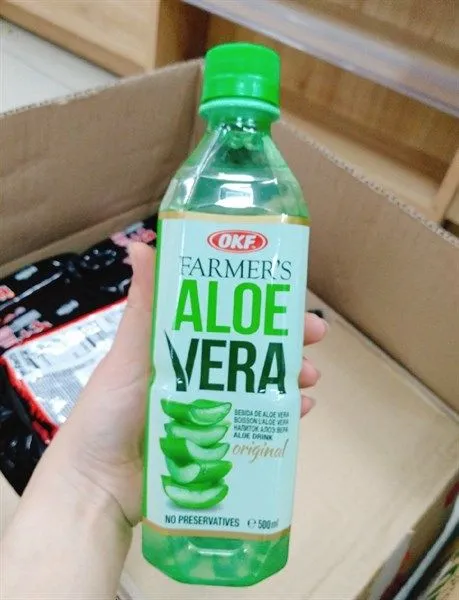 OKF
FARMER'S
ALOE
VERA
BEBIDA DE ALOE VERA
BOISSON L'ALOE VERA
НАПИТОК АЛОЭ ВЕРА
ALOE DRINK
original
NO PRESERVATIVES ℮ 500ml